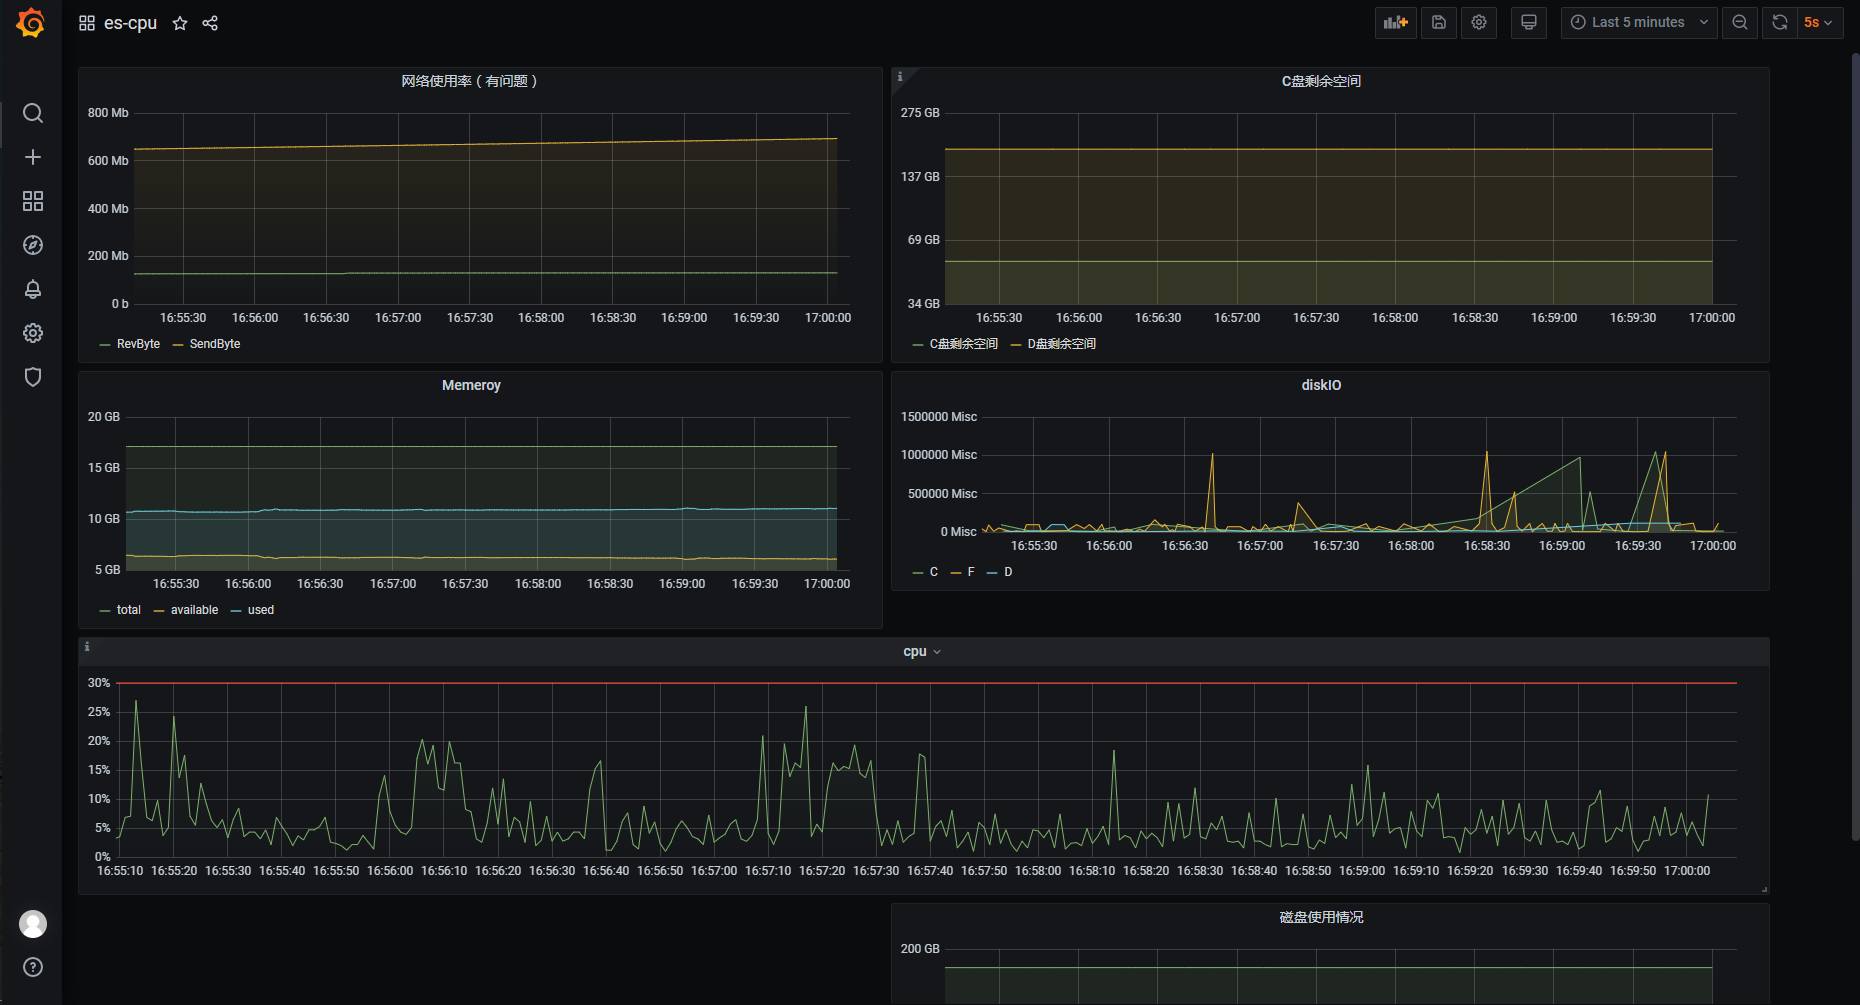 es-cpu
Last 5 minutes
5s
网络使用率（有问题）
800 Mb
600 Mb
400 Mb
200 Mb
0 b
16:55:30 16:56:00 16:56:30 16:57:00 16:57:30 16:58:00 16:58:30 16:59:00 16:59:30 17:00:00
RevByte SendByte
C盘剩余空间
275 GB
137 GB
69 GB
34 GB
16:55:30 16:56:00 16:56:30 16:57:00 16:57:30 16:58:00 16:58:30 16:59:00 16:59:30 17:00:00
C盘剩余空间 D盘剩余空间
Memeroy
20 GB
15 GB
10 GB
5 GB
16:55:30 16:56:00 16:56:30 16:57:00 16:57:30 16:58:00 16:58:30 16:59:00 16:59:30 17:00:00
total available used
diskIO
1500000 Misc
1000000 Misc
500000 Misc
0 Misc
16:55:30 16:56:00 16:56:30 16:57:00 16:57:30 16:58:00 16:58:30 16:59:00 16:59:30 17:00:00
C F D
cpu
30%
25%
20%
15%
10%
5%
0%
16:55:10 16:55:20 16:55:30 16:55:40 16:55:50 16:56:00 16:56:10 16:56:20 16:56:30 16:56:40 16:56:50 16:57:00 16:57:10 16:57:20 16:57:30 16:57:40 16:57:50 16:58:00 16:58:10 16:58:20 16:58:30 16:58:40 16:58:50 16:59:00 16:59:10 16:59:20 16:59:30 16:59:40 16:59:50 17:00:00
磁盘使用情况
200 GB